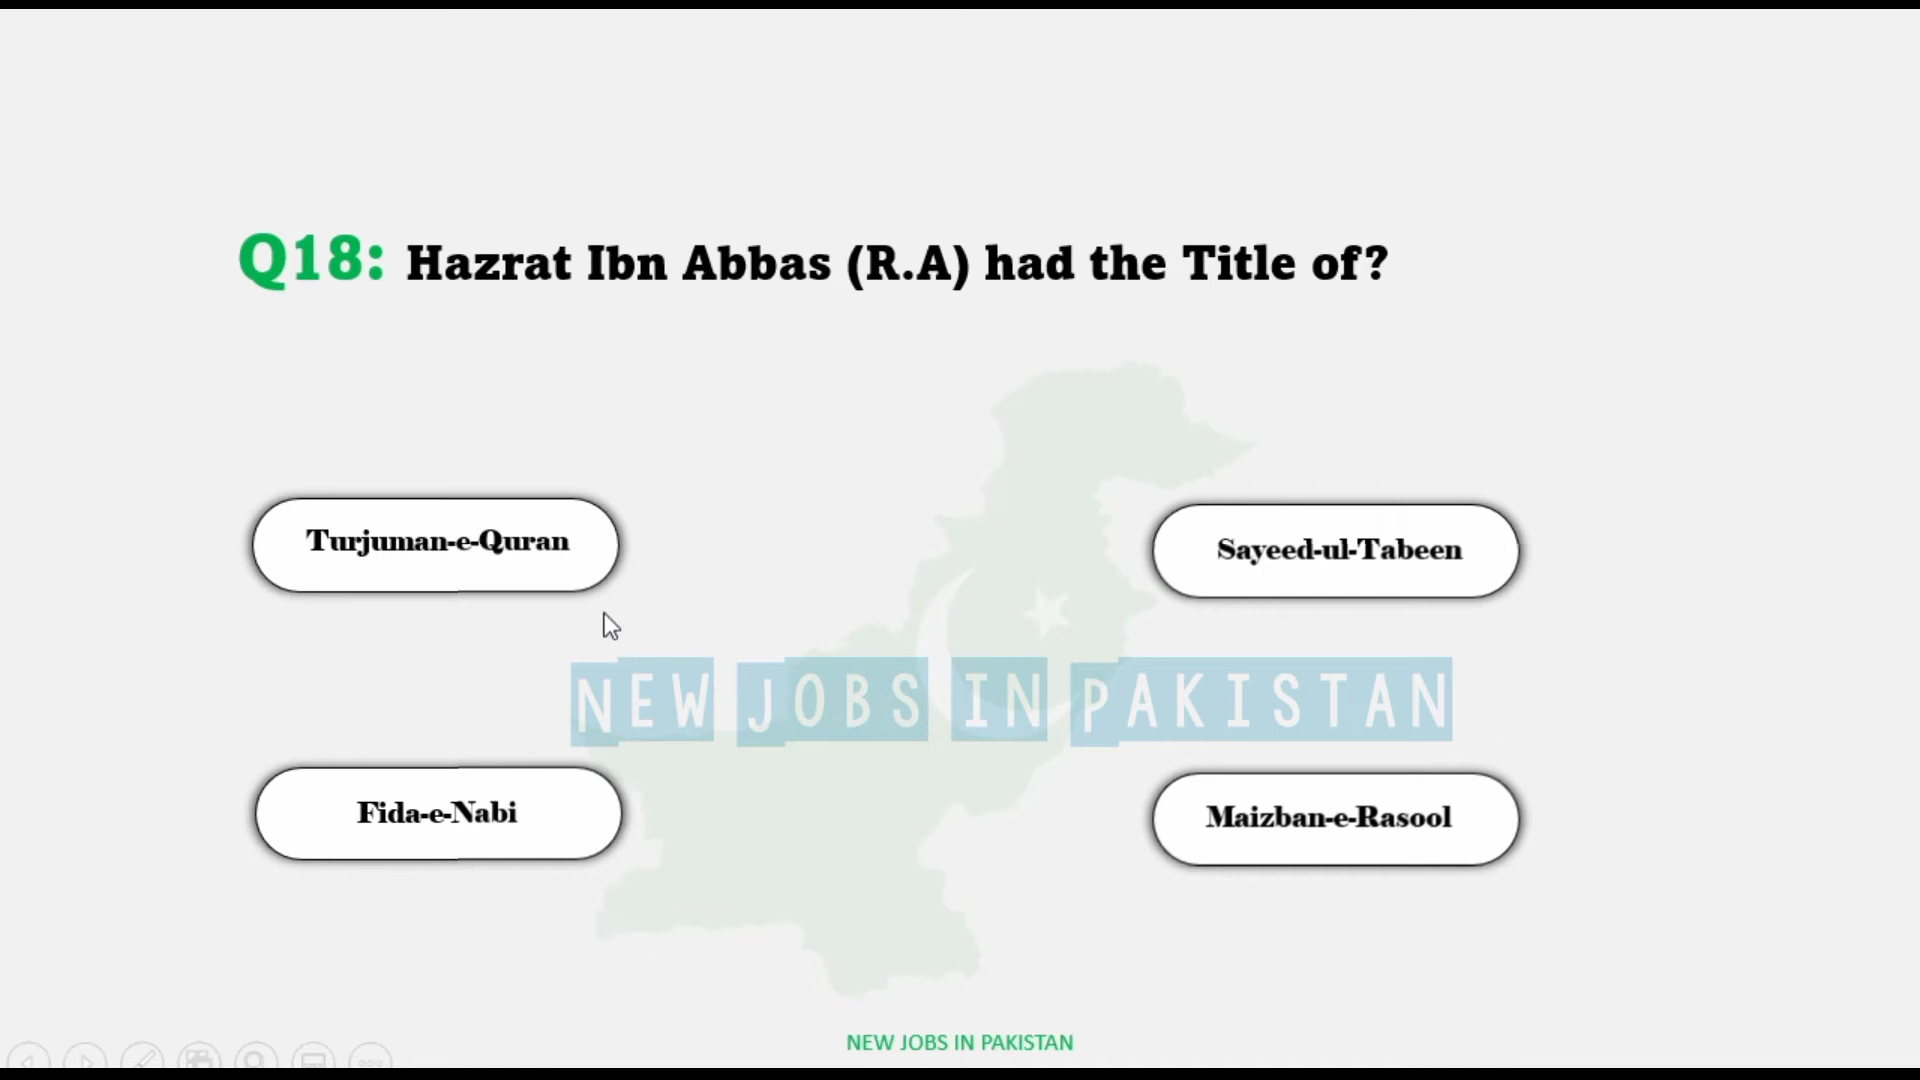 Q18: Hazrat Ibn Abbas (R.A) had the Title of?
Turjuman-e-Quran
Sayeed-ul-Tabeen
NEW JOBS IN PAKISTAN
Fida-e-Nabi
Maizban-e-Rasool
NEW JOBS IN PAKISTAN